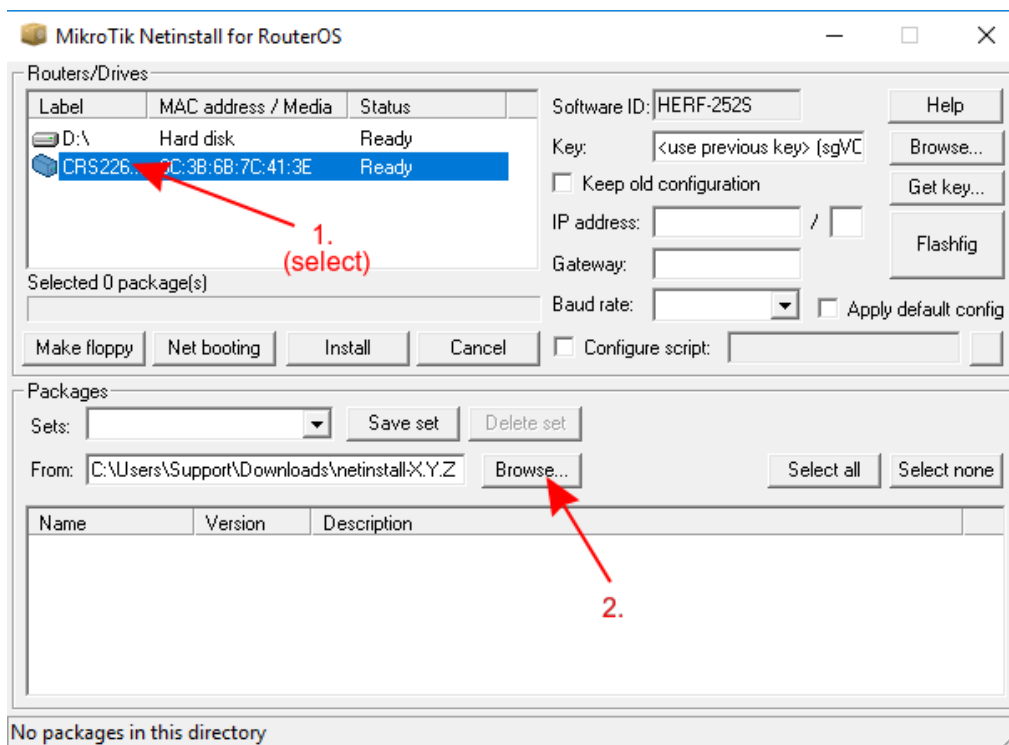 MikroTik Netinstall for RouterOS
Routers/Drives
Label MAC address / Media Status
D:\ Hard disk Ready
CRS226... 6C:3B:6B:7C:41:3E Ready
1.
(select)
Selected 0 package(s)
Make floppy Net booting Install Cancel
Software ID: HERF-252S Help
Key: <use previous key> (sgVC Browse...
Keep old configuration Get key...
IP address: /
Flashfig
Gateway:
Baud rate: Apply default config
Configure script:
Packages
Sets: Save set Delete set
From: C:\Users\Support\Downloads\netinstall-X.Y.Z Browse... Select all Select none
Name Version Description
2.
No packages in this directory